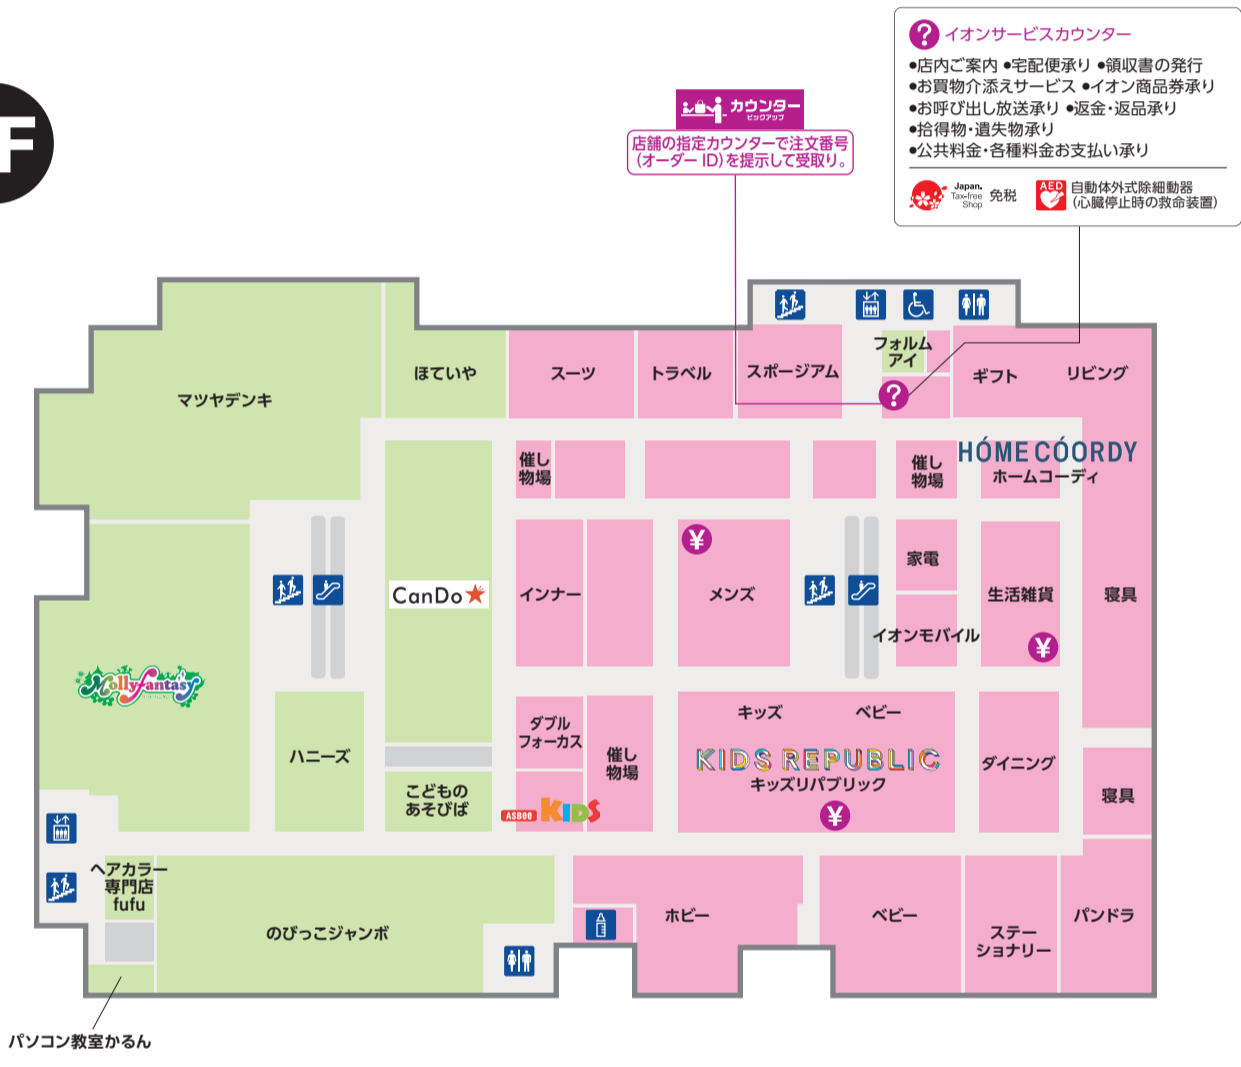 F
? イオンサービスカウンター
●店内ご案内 ●宅配便承り ●領収書の発行
●お買物介添えサービス ●イオン商品券承り
●お呼び出し放送承り ●返金・返品承り
●拾得物・遺失物承り
●公共料金・各種料金お支払い承り
Japan.
Tax-free
Shop
免税
AED
自動体外式除細動器
(心臓停止時の救命装置)
カウンター
ピックアップ
店舗の指定カウンターで注文番号
(オーダー ID)を提示して受取り。
マツヤデンキ
ほていや
スーツ
トラベル
スポージアム
フォルム
アイ
?
ギフト
リビング
催し
物場
催し
物場
HÓME CÓORDY
ホームコーディ
CanDo
インナー
¥
メンズ
家電
イオンモバイル
生活雑貨
¥
寝具
Mollyfantasy
ハニーズ
こどもの
あそびば
ダブル
フォーカス
ASBee KIDS
催し
物場
キッズ
ベビー
KIDS REPUBLIC
キッズリパブリック
¥
ダイニング
寝具
ヘアカラー
専門店
fufu
のびっこジャンボ
ホビー
ベビー
ステー
ショナリー
パンドラ
パソコン教室かるん